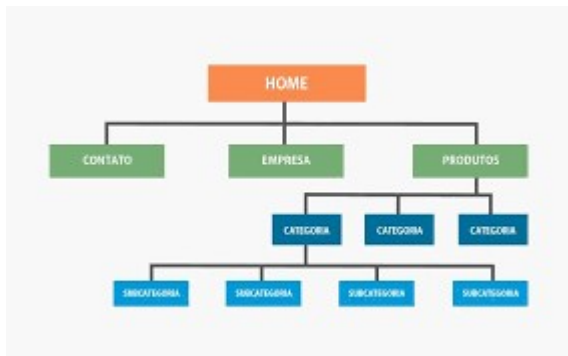 HOME
CONTATO
EMPRESA
PRODUTOS
CATEGORIA
CATEGORIA
CATEGORIA
SUBCATEGORIA
SUBCATEGORIA
SUBCATEGORIA
SUBCATEGORIA